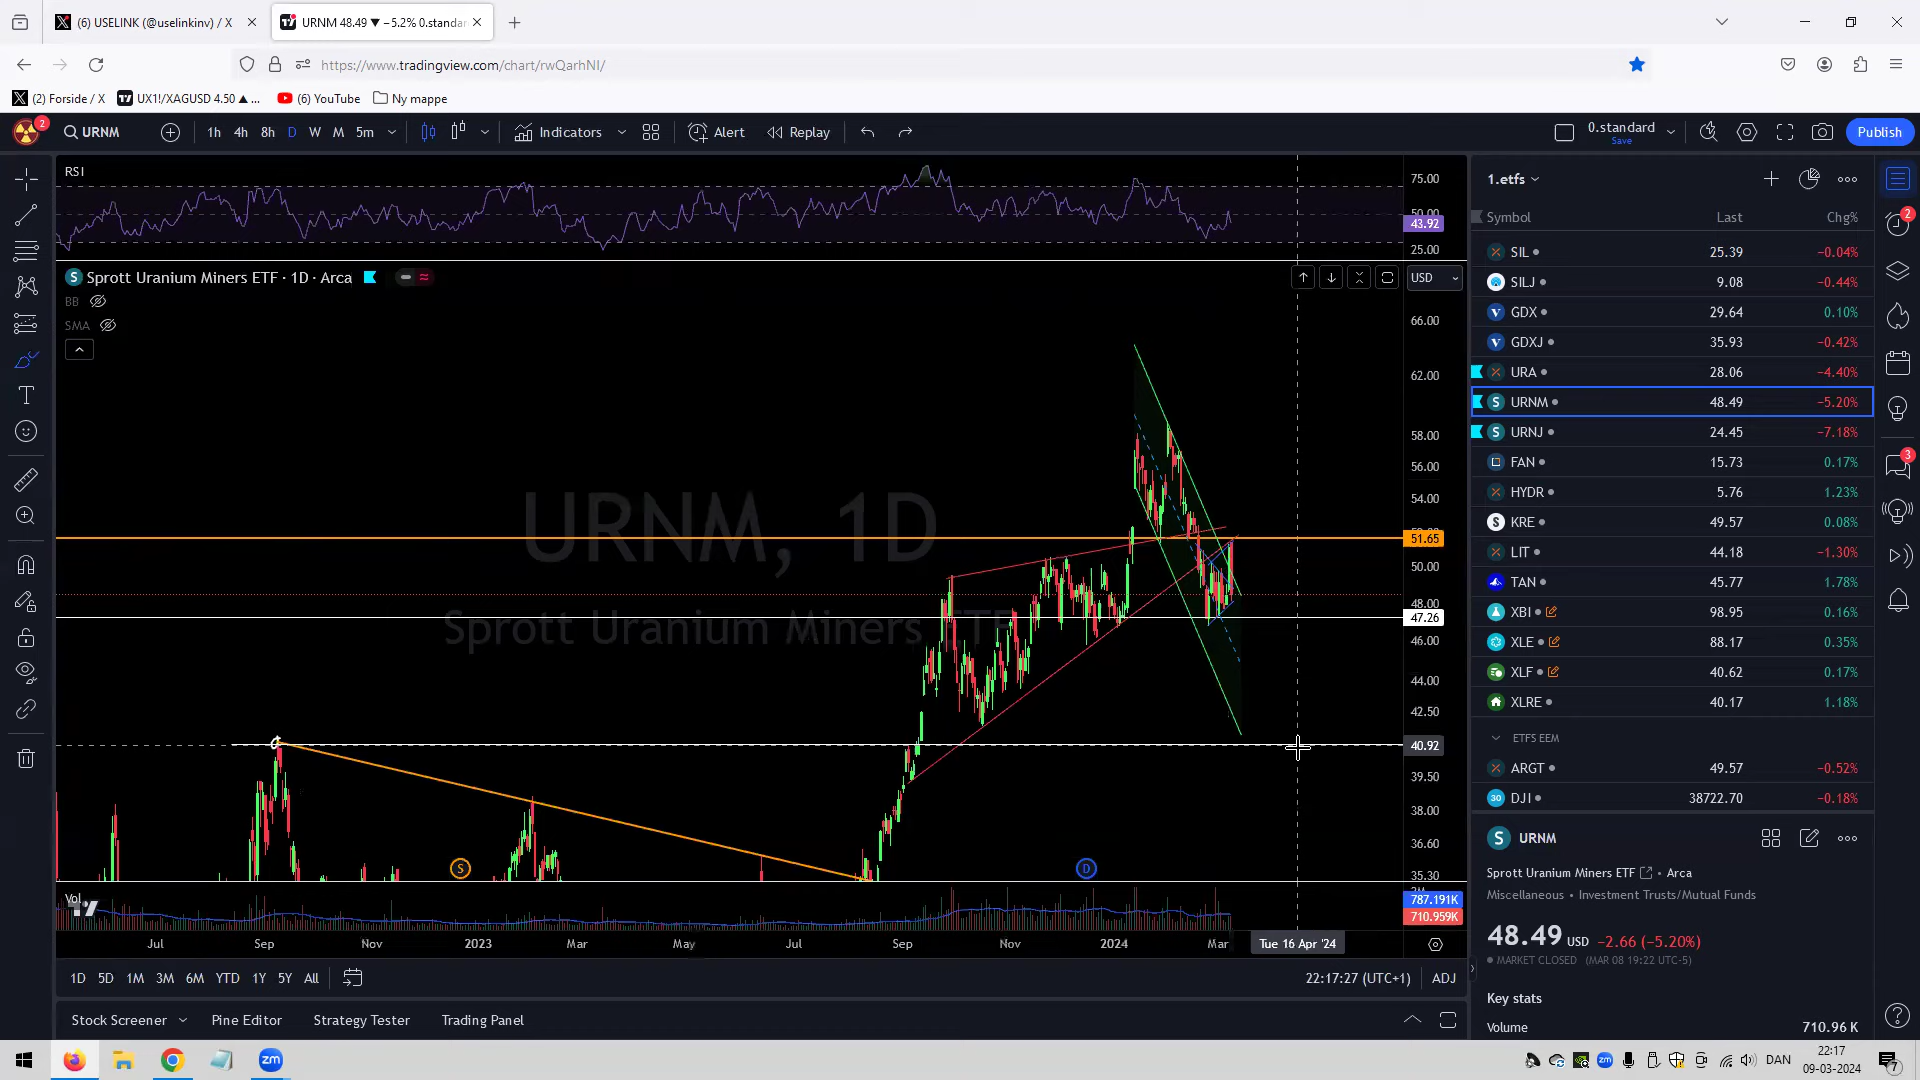 (6) USELINK (@uselinkinv) / X
URNM 48.49 ▼ −5.2% 0.standar
https://www.tradingview.com/chart/rwQarhNI/
(2) Forside / X
UX1!/XAGUSD 4.50 ▲ ...
(6) YouTube
Ny mappe
2
URNM
1h 4h 8h D W M 5m
Indicators
Alert
Replay
0.standard
Save
Publish
RSI
75.00
50.00
43.92
25.00
Sprott Uranium Miners ETF · 1D · Arca
USD
BB
SMA
66.00
62.00
58.00
56.00
54.00
51.65
50.00
48.00
47.26
46.00
44.00
42.50
40.92
39.50
38.00
36.60
35.30
URNM, 1D
Sprott Uranium Miners ETF
S
D
Vol
787.191K
710.959K
Jul Sep Nov 2023 Mar May Jul Sep Nov 2024 Mar
Tue 16 Apr '24
1D 5D 1M 3M 6M YTD 1Y 5Y All
22:17:27 (UTC+1)
ADJ
Stock Screener
Pine Editor
Strategy Tester
Trading Panel
1.etfs
Symbol Last Chg%
SIL 25.39 −0.04%
SILJ 9.08 −0.44%
GDX 29.64 0.10%
GDXJ 35.93 −0.42%
URA 28.06 −4.40%
URNM 48.49 −5.20%
URNJ 24.45 −7.18%
FAN 15.73 0.17%
HYDR 5.76 1.23%
KRE 49.57 0.08%
LIT 44.18 −1.30%
TAN 45.77 1.78%
XBI 98.95 0.16%
XLE 88.17 0.35%
XLF 40.62 0.17%
XLRE 40.17 1.18%
ETFS EEM
ARGT 49.57 −0.52%
DJI 38722.70 −0.18%
2
3
URNM
Sprott Uranium Miners ETF • Arca
Miscellaneous • Investment Trusts/Mutual Funds
48.49 USD −2.66 (−5.20%)
MARKET CLOSED (MAR 08 19:22 UTC-5)
Key stats
Volume 710.96 K
zm
DAN
22:17
09-03-2024
7